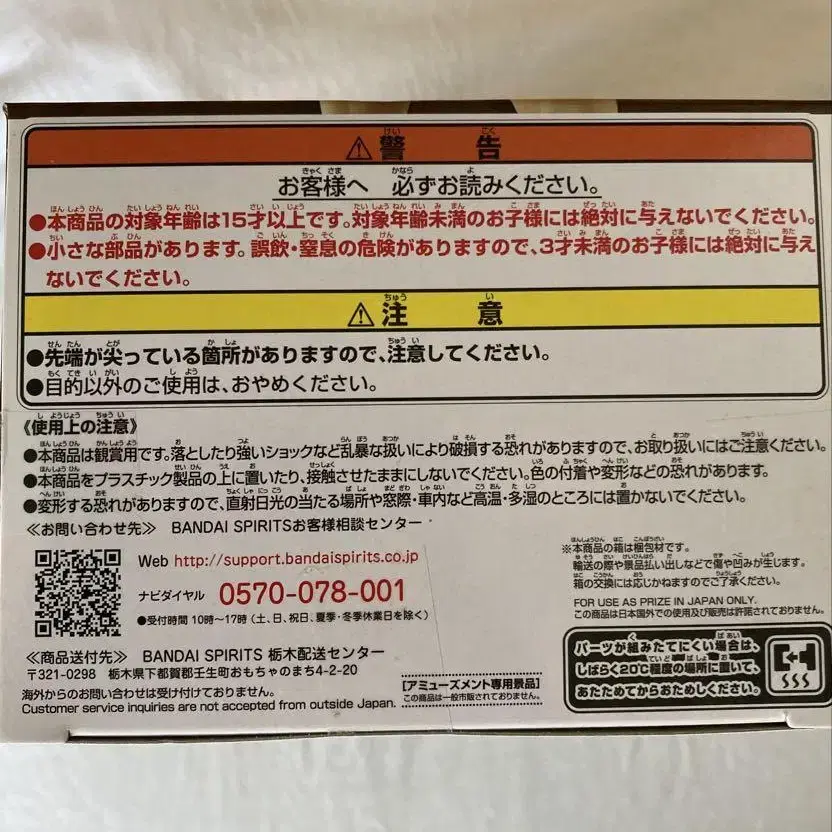 ⚠警告
お客様へ 必ずお読みください。
●本商品の対象年齢は15才以上です。対象年齢未満のお子様には絶対に与えないでください。
●小さな部品があります。誤飲・窒息の危険がありますので、3才未満のお子様には絶対に与え
ないでください。
⚠注意
●先端が尖っている箇所がありますので、注意してください。
●目的以外のご使用は、おやめください。
《使用上の注意》
●本商品は観賞用です。落としたり強いショックなど乱暴な扱いにより破損する恐れがありますので、お取り扱いにはご注意ください。
●本商品をプラスチック製品の上に置いたり、接触させたままにしないでください。色の付着や変形などの恐れがあります。
●変形する恐れがありますので、直射日光の当たる場所や窓際・車内など高温・多湿のところには置かないでください。
≪お問い合わせ先≫ BANDAI SPIRITSお客様相談センター
Web http://support.bandaispirits.co.jp
ナビダイヤル 0570-078-001
●受付時間 10時〜17時 (土、日、祝日、夏季・冬季休業日を除く)
≪商品送付先≫ BANDAI SPIRITS 栃木配送センター
〒321-0298 栃木県下都賀郡壬生町おもちゃのまち4-2-20
海外からのお問い合わせは受け付けておりません。
Customer service inquiries are not accepted from outside Japan.
[アミューズメント専用景品]
この商品は一般市販されておりません。
※本商品の箱は梱包材です。
輸送の際や景品払い出しなどで傷や凹みが生じます。
箱の交換には応じかねますのでご了承ください。
FOR USE AS PRIZE IN JAPAN ONLY.
この商品は日本国外での使用及び販売は許諾されておりません。
パーツが組みたてにくい場合は、
しばらく20℃程度の場所に置いて、
あたためてからおためしください。